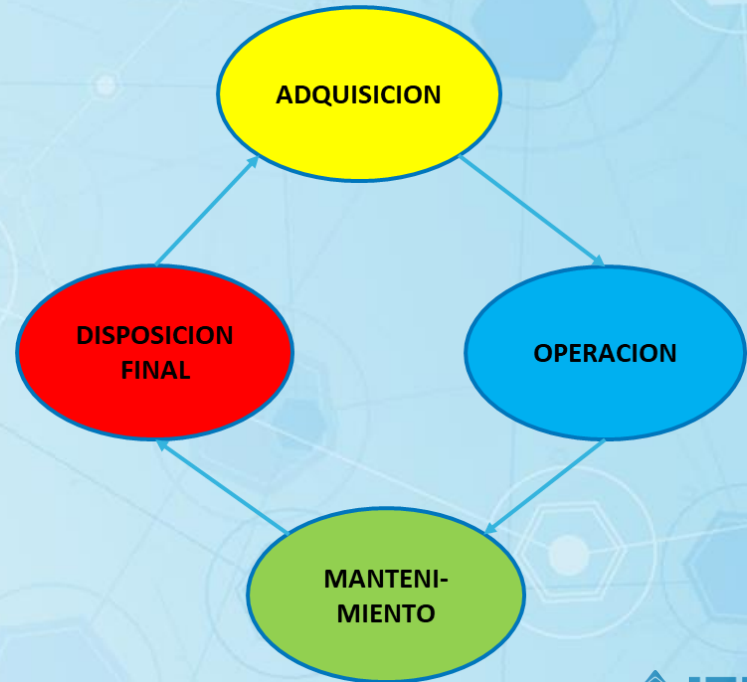 ADQUISICION
DISPOSICION
FINAL
OPERACION
MANTENI-
MIENTO